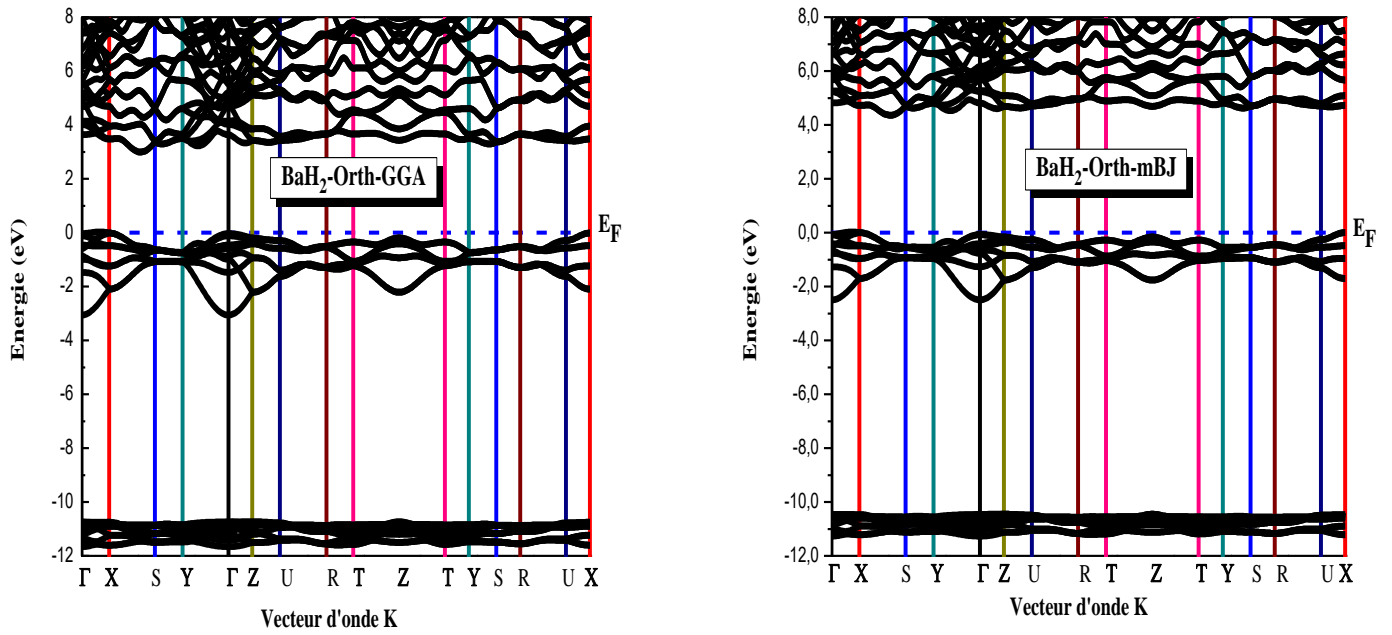 8
6
4
2
0
-2
-4
-6
-8
-10
-12
Energie (eV)
BaH₂-Orth-GGA
E_F
Γ X S Y Γ Z U R T Z T Y S R U X
Vecteur d'onde K
8,0
6,0
4,0
2,0
0,0
-2,0
-4,0
-6,0
-8,0
-10,0
-12,0
Energie (eV)
BaH₂-Orth-mBJ
E_F
Γ X S Y Γ Z U R T Z T Y S R U X
Vecteur d'onde K